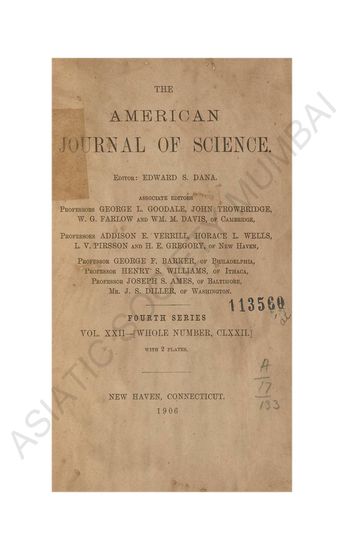 THE
AMERICAN
JOURNAL OF SCIENCE.
EDITOR: EDWARD S. DANA.
ASSOCIATE EDITORS
PROFESSORS GEORGE L. GOODALE, JOHN TROWBRIDGE,
W. G. FARLOW AND WM. M. DAVIS, OF CAMBRIDGE,
PROFESSORS ADDISON E. VERRILL, HORACE L. WELLS,
L. V. PIRSSON AND H. E. GREGORY, OF NEW HAVEN,
PROFESSOR GEORGE F. BARKER, OF PHILADELPHIA,
PROFESSOR HENRY S. WILLIAMS, OF ITHACA,
PROFESSOR JOSEPH S. AMES, OF BALTIMORE,
MR. J. S. DILLER, OF WASHINGTON.
113560
FOURTH SERIES
VOL. XXII—[WHOLE NUMBER, CLXXII.]
WITH 2 PLATES.
A
17
133
NEW HAVEN, CONNECTICUT.
1906
ASIATIC SOCIETY OF MUMBAI